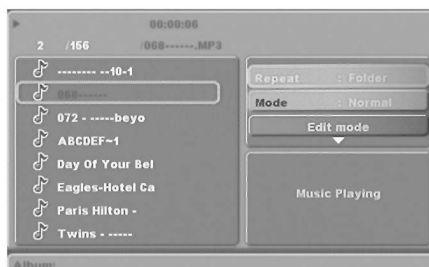 00:00:06
2 /156 /068------.MP3
-------- --10-1
068------
072 - -----beyo
ABCDEF~1
Day Of Your Bel
Eagles-Hotel Ca
Paris Hilton -
Twins - -----
Repeat : Folder
Mode : Normal
Edit mode
Music Playing
Album: